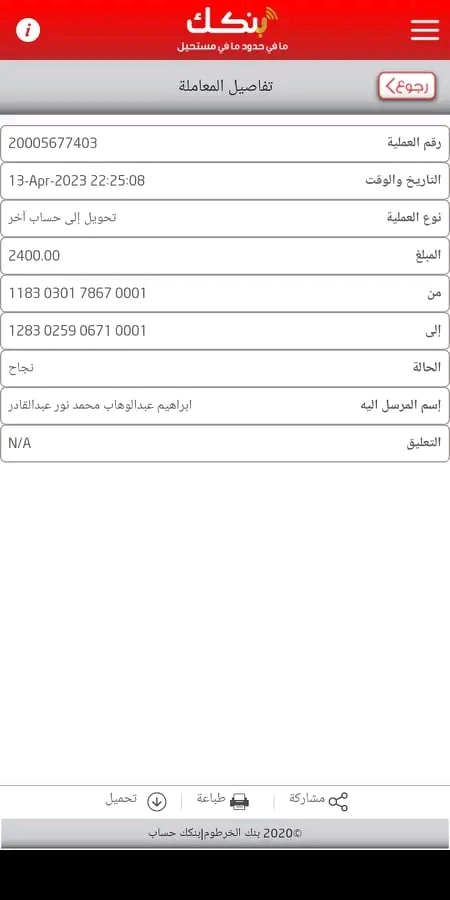 بنكك
ما في حدود ما في مستحيل
رجوع
تفاصيل المعاملة
رقم العملية 20005677403
التاريخ والوقت 13-Apr-2023 22:25:08
نوع العملية تحويل إلى حساب آخر
المبلغ 2400.00
من 1183 0301 7867 0001
إلى 1283 0259 0671 0001
الحالة نجاح
إسم المرسل اليه ابراهيم عبدالوهاب محمد نور عبدالقادر
التعليق N/A
مشاركة طباعة تحميل
©2020 بنك الخرطوم|بنكك حساب